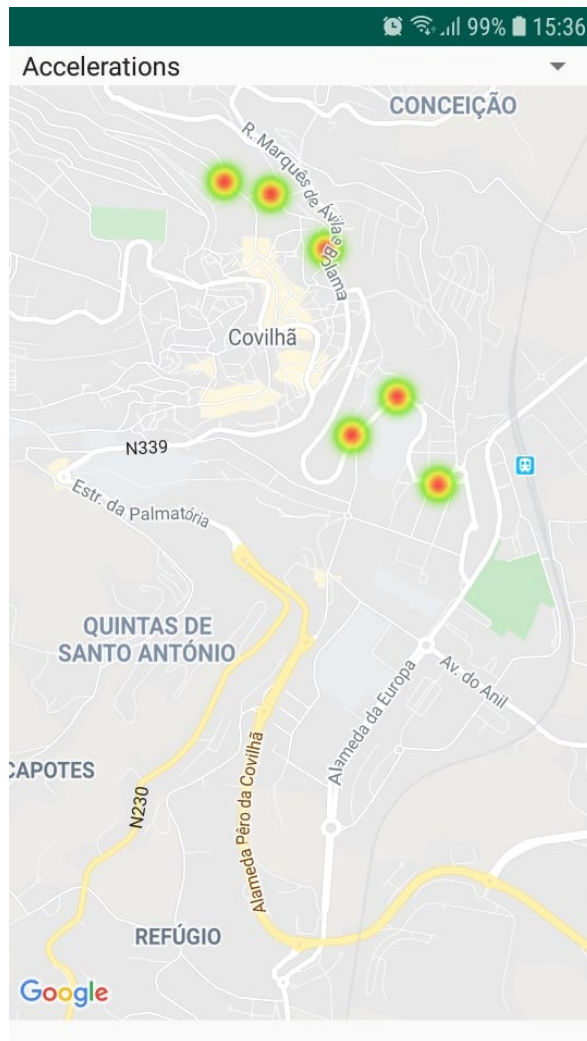 99% 15:36
Accelerations
CONCEIÇÃO
R. Marquês de Ávila e Bolama
Covilhã
N339
Estr. da Palmatória
QUINTAS DE
SANTO ANTÓNIO
Av. do Anil
Alameda da Europa
CAPOTES
N230
Alameda Pêro da Covilhã
REFÚGIO
Google